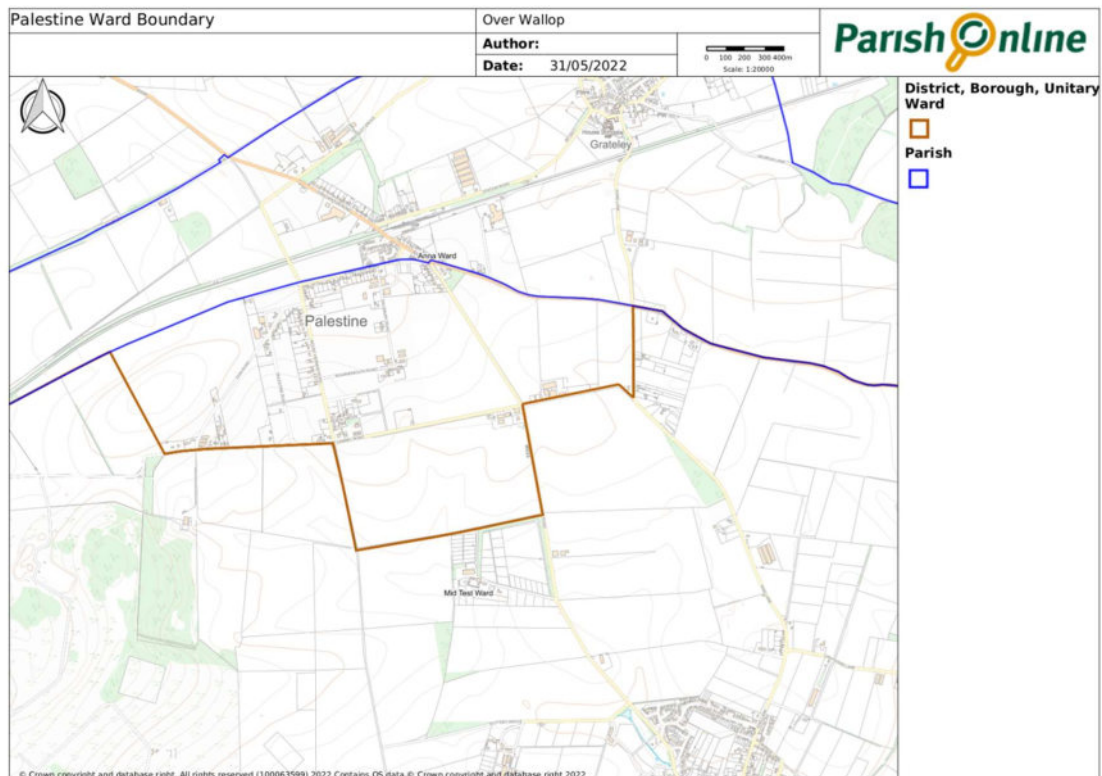 Palestine Ward Boundary
Over Wallop
Author:
Date: 31/05/2022
0 100 200 300 400m
Scale: 1:20000
Parish Online
District, Borough, Unitary
Ward
Parish
Grateley
Anna Ward
Palestine
Mid Test Ward
© Crown copyright and database right. All rights reserved (100063599) 2022 Contains OS data © Crown copyright and database right 2022